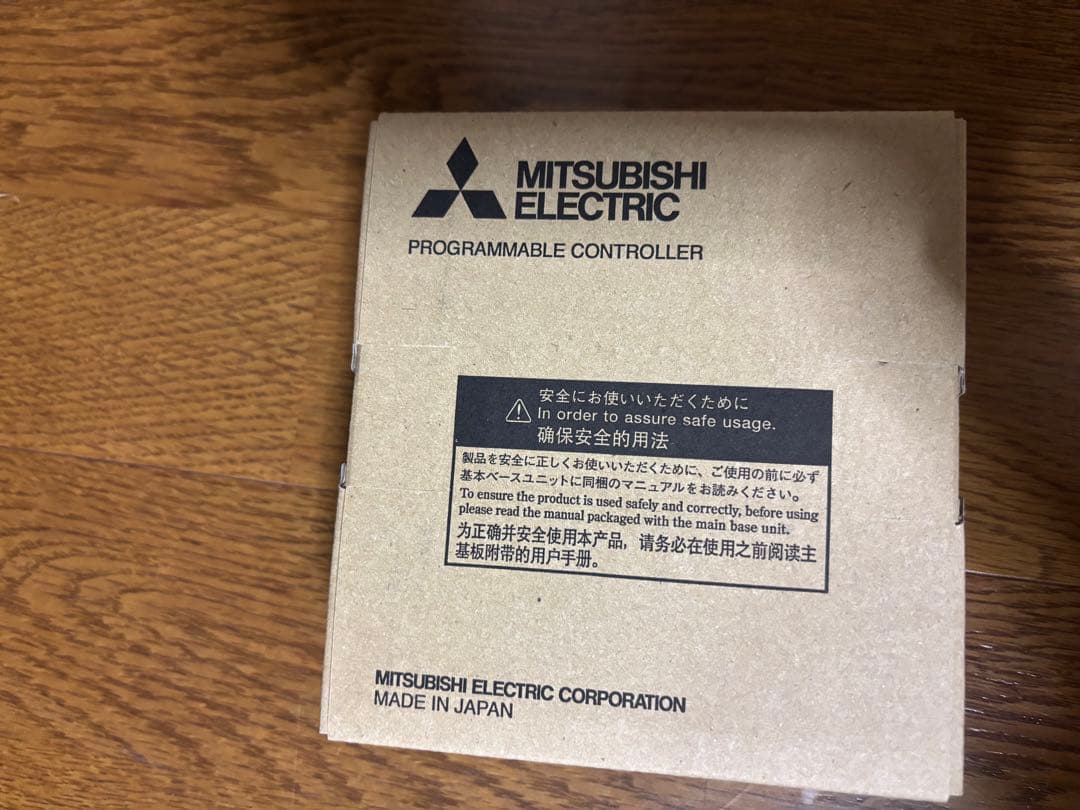 MITSUBISHI
ELECTRIC
PROGRAMMABLE CONTROLLER
安全にお使いいただくために
In order to assure safe usage.
确保安全的用法
製品を安全に正しくお使いいただくために、ご使用の前に必ず
基本ベースユニットに同梱のマニュアルをお読みください。
To ensure the product is used safely and correctly, before using
please read the manual packaged with the main base unit.
为正确并安全使用本产品，请务必在使用之前阅读主
基板附带的用户手册。
MITSUBISHI ELECTRIC CORPORATION
MADE IN JAPAN